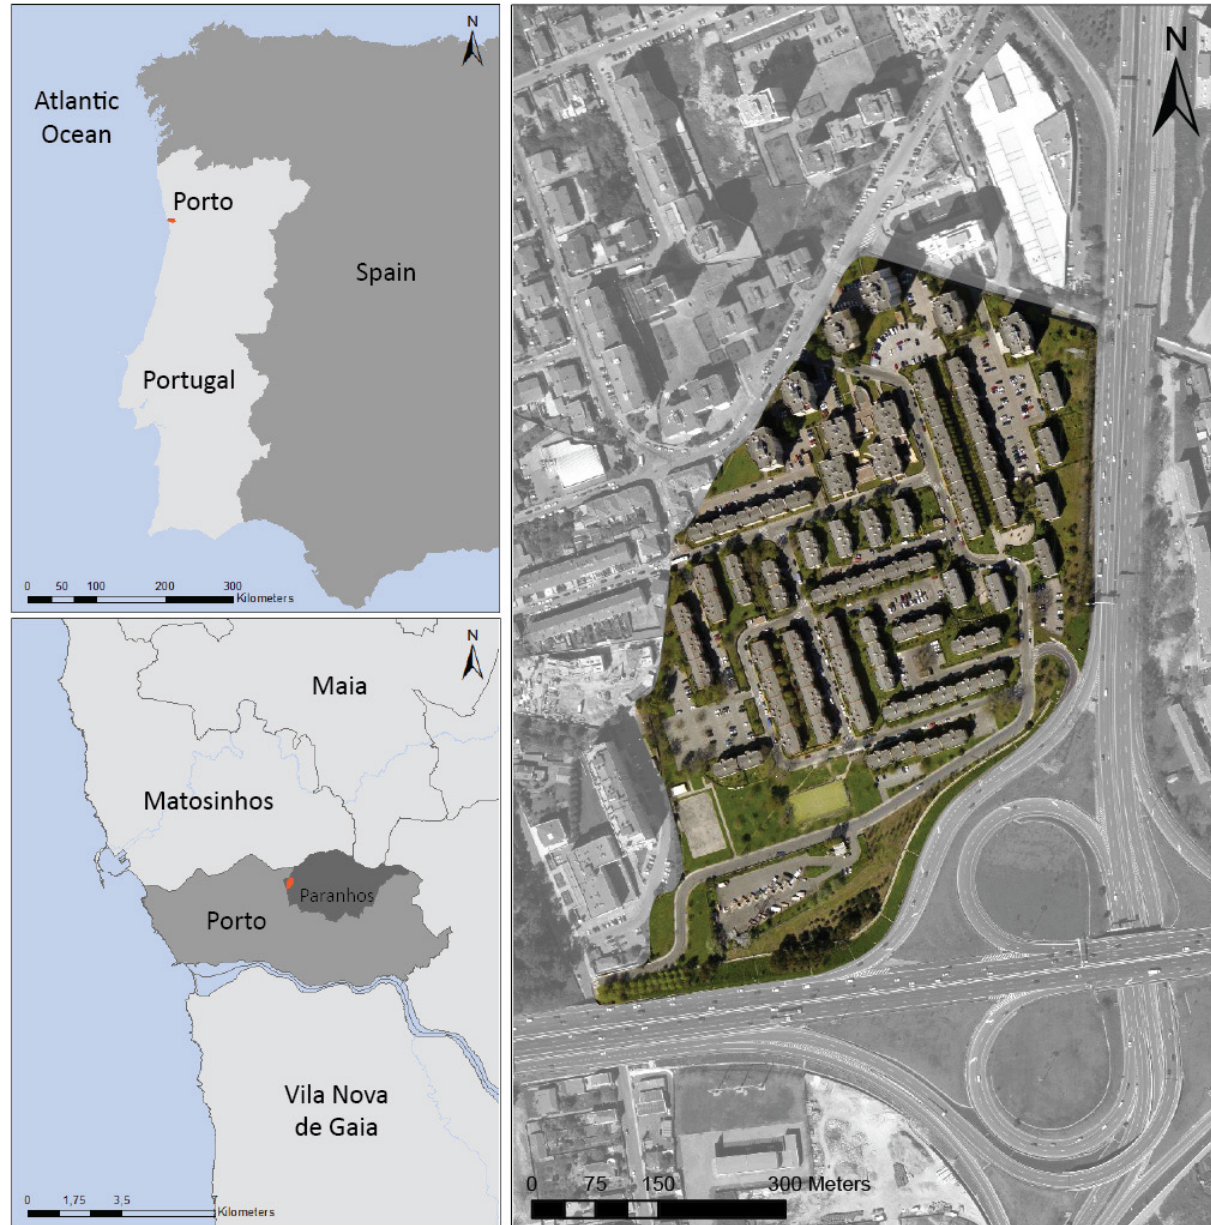 N
Atlantic
Ocean
Porto
Spain
Portugal
0 50 100 200 300
Kilometers
N
Maia
Matosinhos
Paranhos
Porto
Vila Nova
de Gaia
0 1,75 3,5 7
Kilometers
N
0 75 150 300 Meters